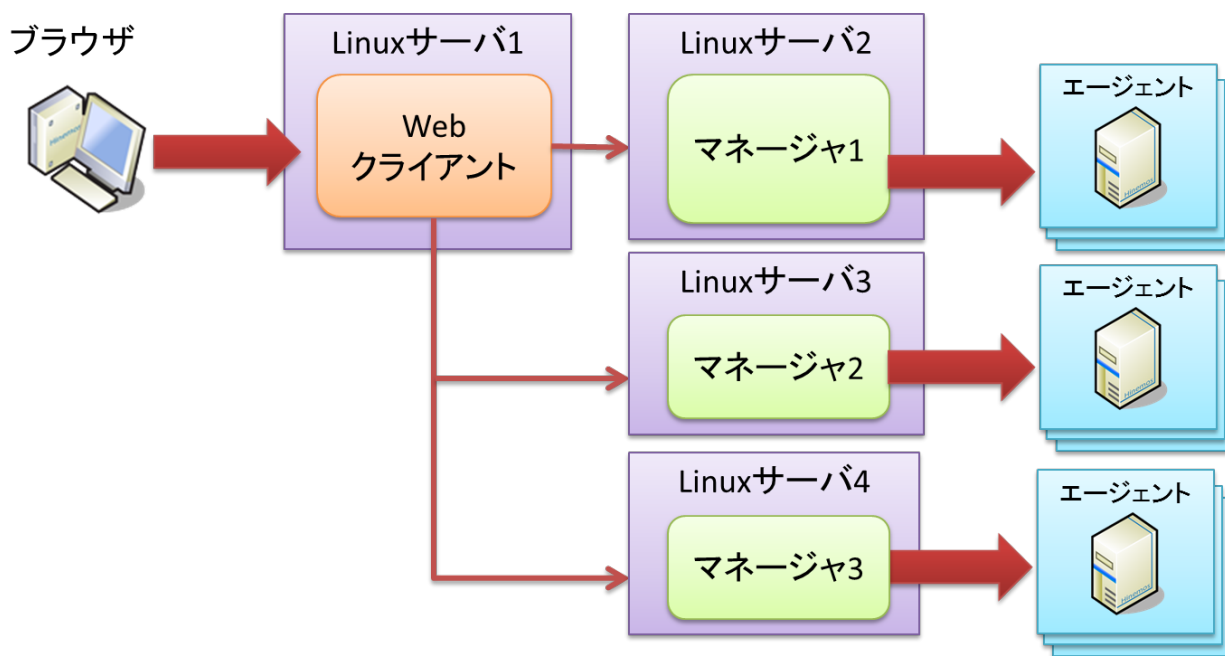 ブラウザ
Hinemos
Linuxサーバ1
Web
クライアント
Linuxサーバ2
マネージャ1
エージェント
Hinemos
Linuxサーバ3
マネージャ2
エージェント
Hinemos
Linuxサーバ4
マネージャ3
エージェント
Hinemos